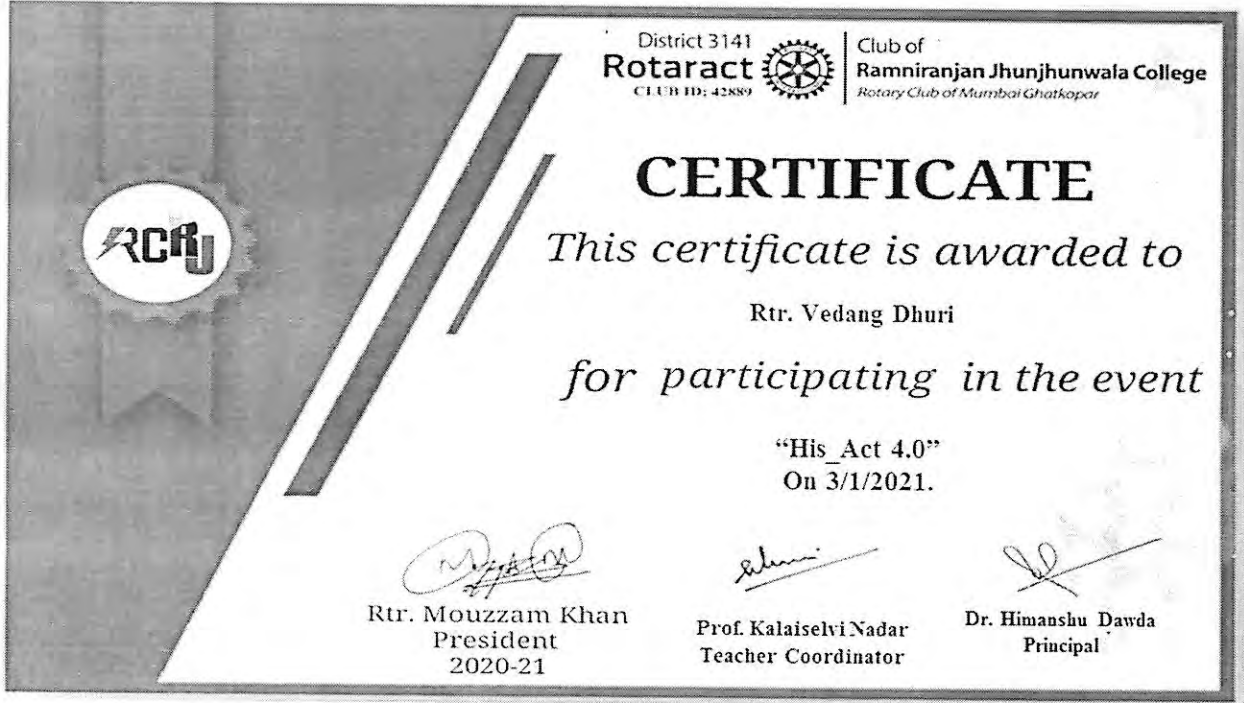 District 3141
Rotaract
CLUB ID: 42889
Club of
Ramniranjan Jhunjhunwala College
Rotary Club of Mumbai Ghatkopar
RCRJ
CERTIFICATE
This certificate is awarded to
Rtr. Vedang Dhuri
for participating in the event
“His_Act 4.0”
On 3/1/2021.
Rtr. Mouzzam Khan
President
2020-21
Prof. Kalaiselvi Nadar
Teacher Coordinator
Dr. Himanshu Dawda
Principal